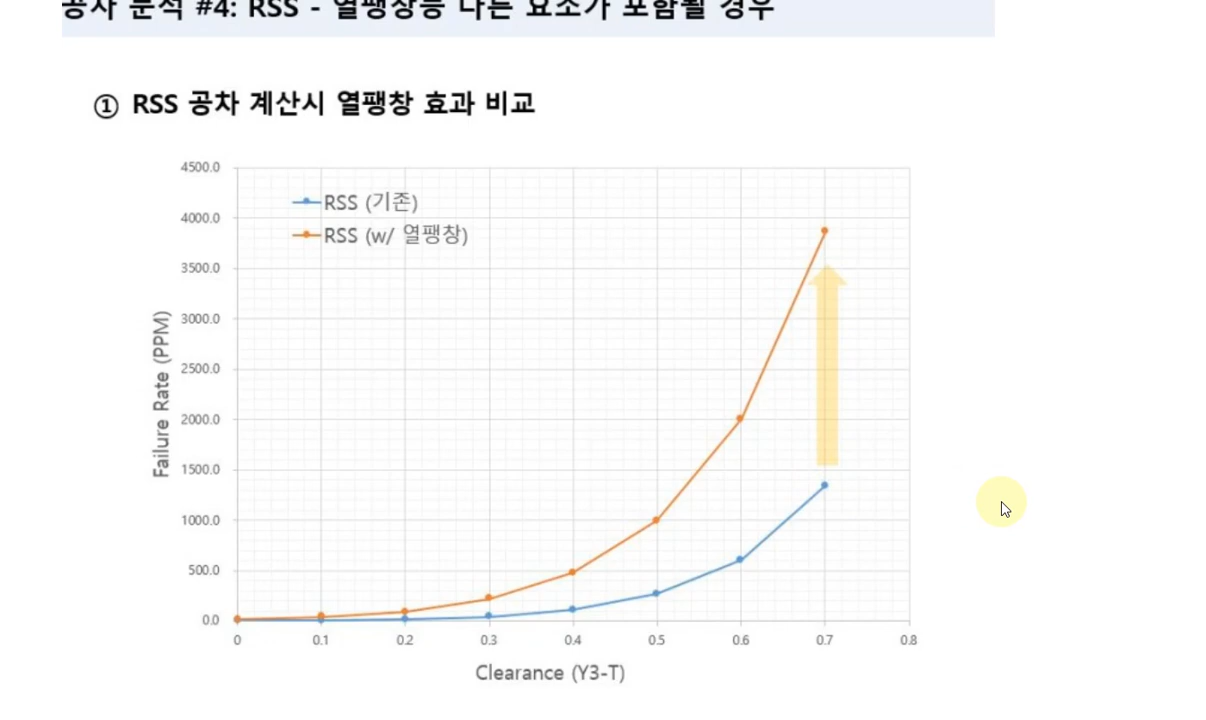 공차 분석 #4: RSS - 열팽창등 다른 요소가 포함될 경우
① RSS 공차 계산시 열팽창 효과 비교
4500.0
4000.0
3500.0
3000.0
2500.0
2000.0
1500.0
1000.0
500.0
0.0
Failure Rate (PPM)
RSS (기존)
RSS (w/ 열팽창)
0 0.1 0.2 0.3 0.4 0.5 0.6 0.7 0.8
Clearance (Y3-T)